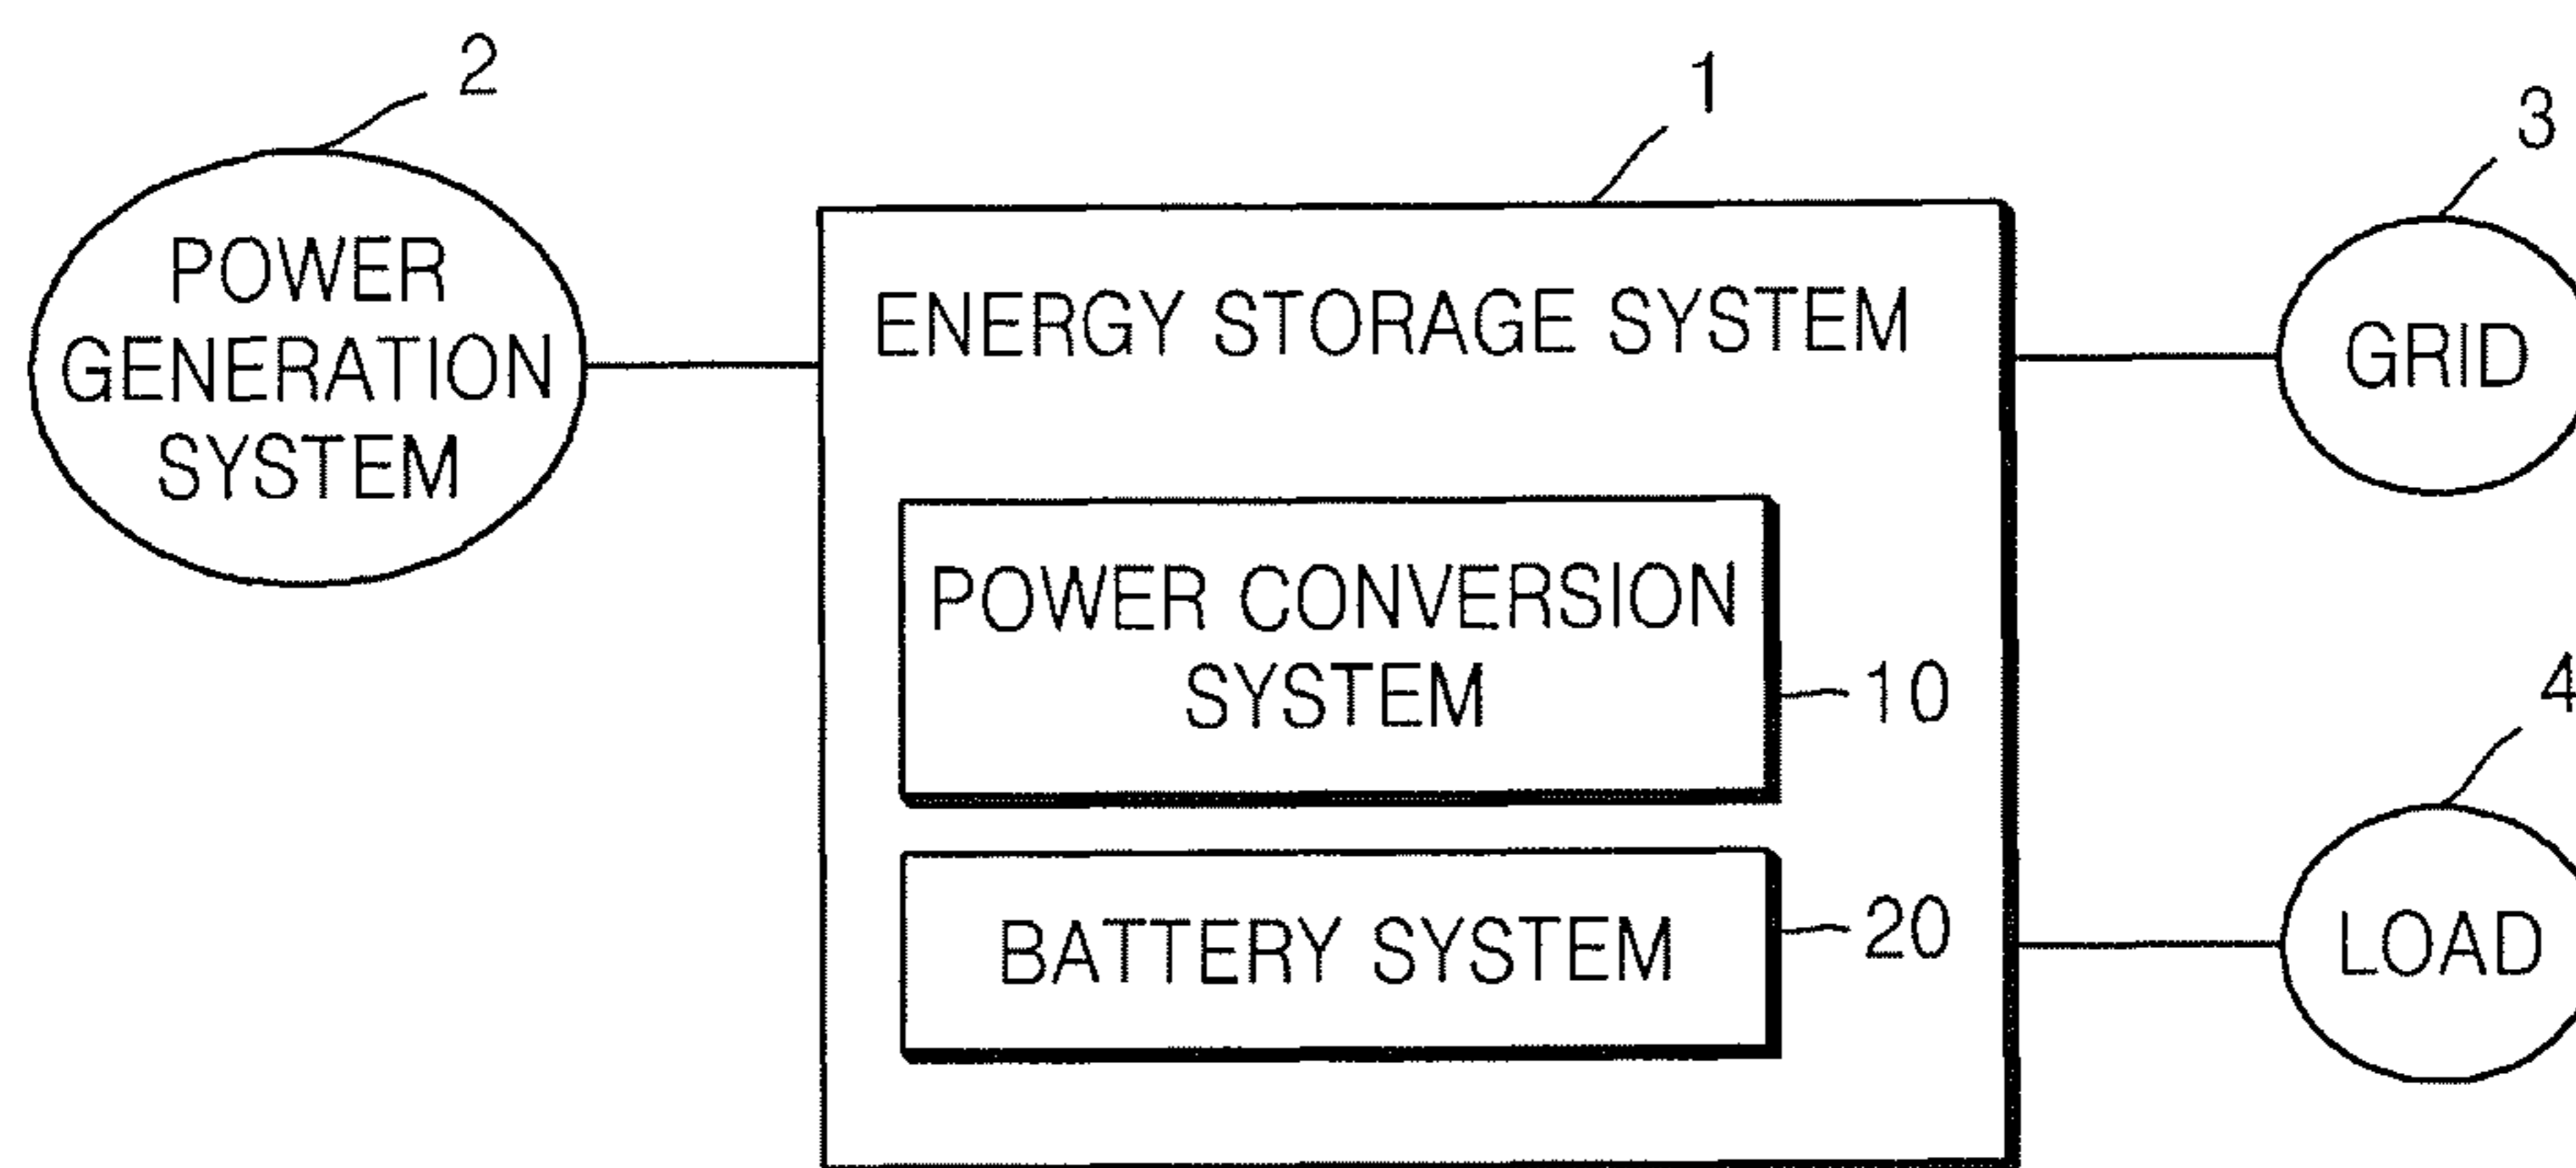 2
1
3
POWER
GENERATION
SYSTEM
ENERGY STORAGE SYSTEM
GRID
POWER CONVERSION
SYSTEM
10
4
BATTERY SYSTEM
20
LOAD